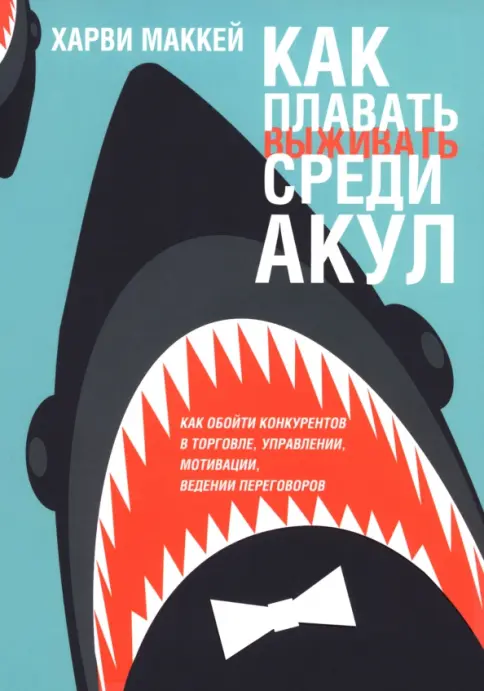 ХАРВИ МАККЕЙ
КАК
ПЛАВАТЬ
ВЫЖИВАТЬ
СРЕДИ
АКУЛ
КАК ОБОЙТИ КОНКУРЕНТОВ
В ТОРГОВЛЕ, УПРАВЛЕНИИ,
МОТИВАЦИИ,
ВЕДЕНИИ ПЕРЕГОВОРОВ